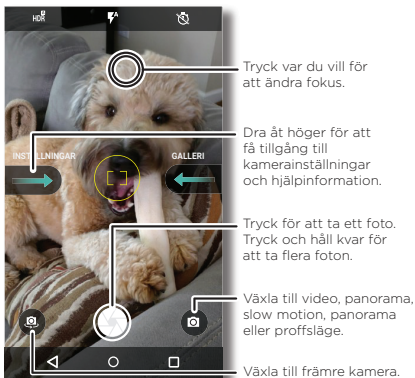 HDR
A
Tryck var du vill för
att ändra fokus.
INSTÄLLNINGAR
GALLERI
Dra åt höger för att
få tillgång till
kamerainställningar
och hjälpinformation.
Tryck för att ta ett foto.
Tryck och håll kvar för
att ta flera foton.
Växla till video, panorama,
slow motion, panorama
eller proffsläge.
Växla till främre kamera.